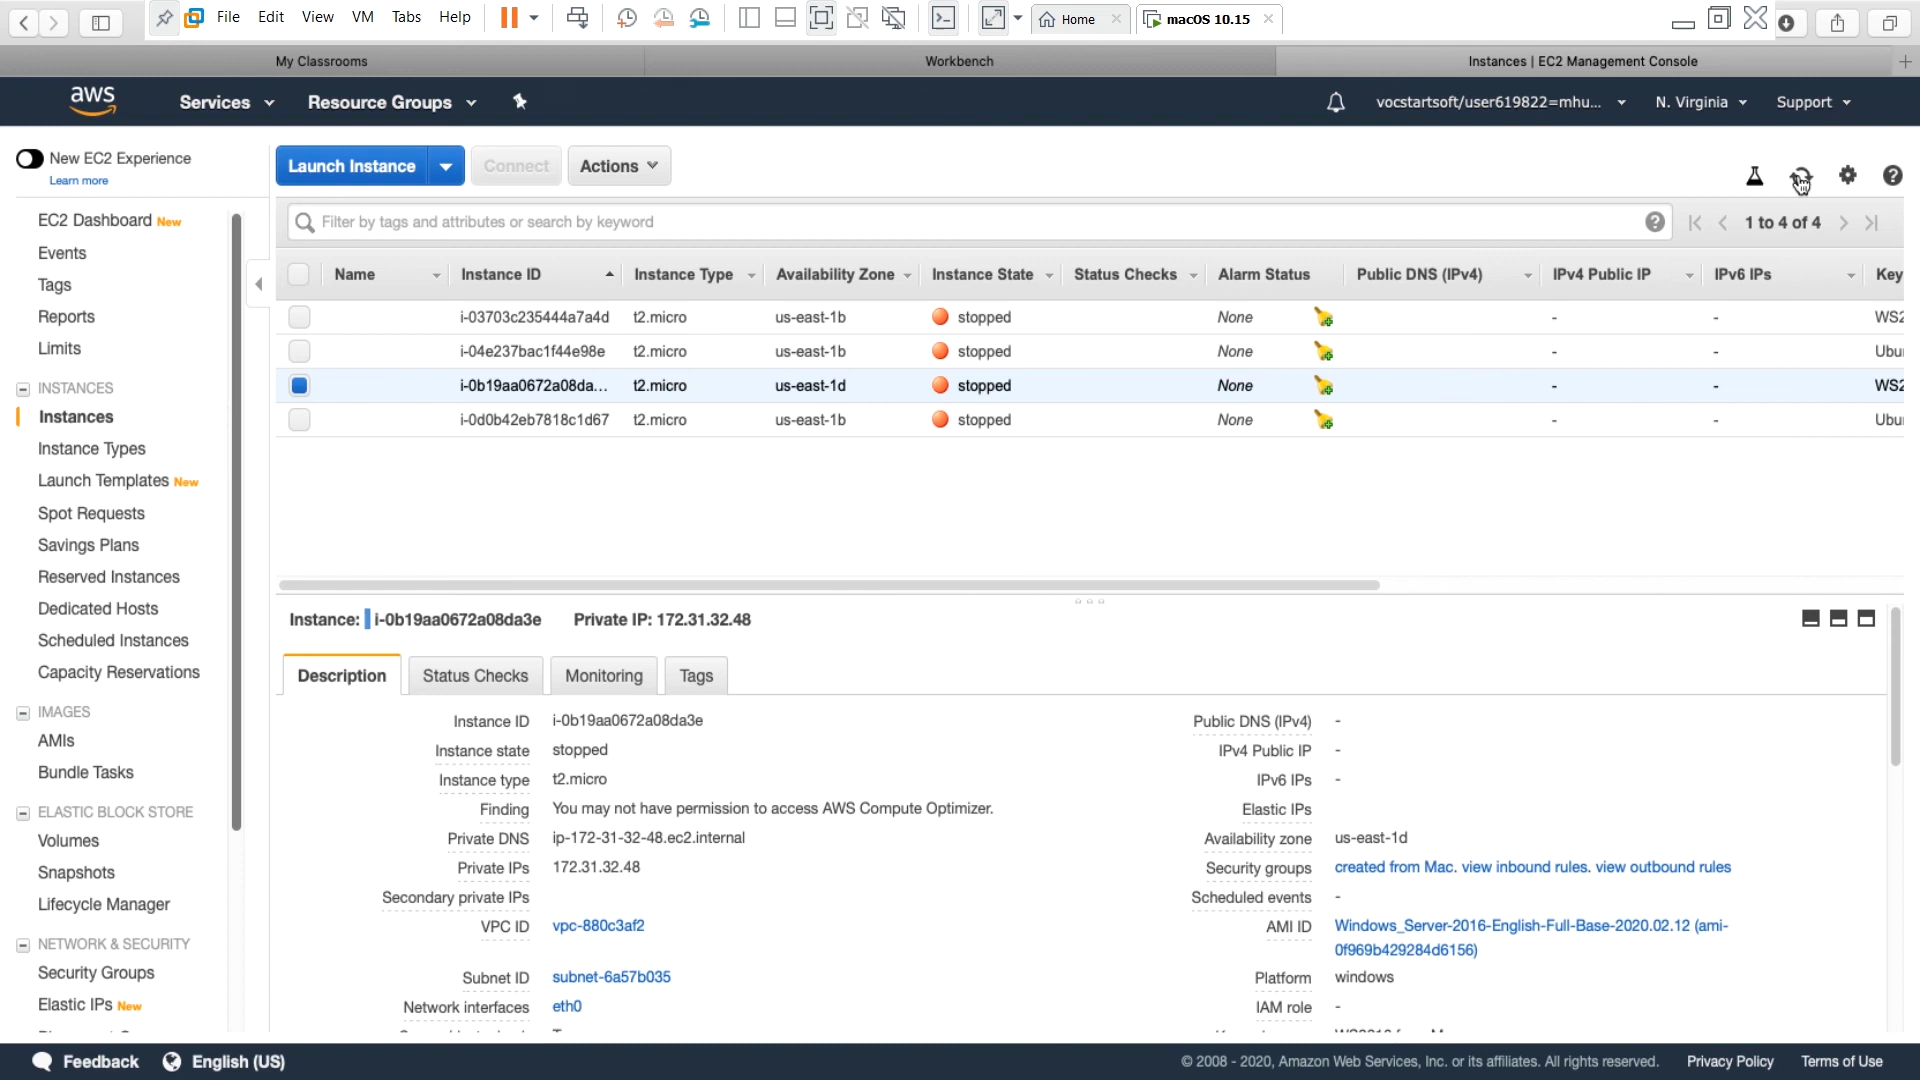 File Edit View VM Tabs Help
Home
macOS 10.15
My Classrooms
Workbench
Instances | EC2 Management Console
aws
Services
Resource Groups
vocstartsoft/user619822=mhu...
N. Virginia
Support
New EC2 Experience
Learn more
Launch Instance
Connect
Actions
Filter by tags and attributes or search by keyword
1 to 4 of 4
EC2 Dashboard New
Events
Tags
Reports
Limits
INSTANCES
Instances
Instance Types
Launch Templates New
Spot Requests
Savings Plans
Reserved Instances
Dedicated Hosts
Scheduled Instances
Capacity Reservations
IMAGES
AMIs
Bundle Tasks
ELASTIC BLOCK STORE
Volumes
Snapshots
Lifecycle Manager
NETWORK & SECURITY
Security Groups
Elastic IPs New
Name Instance ID Instance Type Availability Zone Instance State Status Checks Alarm Status Public DNS (IPv4) IPv4 Public IP IPv6 IPs Key
i-03703c235444a7a4d t2.micro us-east-1b stopped None - - WS2
i-04e237bac1f44e98e t2.micro us-east-1b stopped None - - Ubu
i-0b19aa0672a08da... t2.micro us-east-1d stopped None - - WS2
i-0d0b42eb7818c1d67 t2.micro us-east-1b stopped None - - Ubu
Instance: i-0b19aa0672a08da3e Private IP: 172.31.32.48
Description
Status Checks
Monitoring
Tags
Instance ID i-0b19aa0672a08da3e
Instance state stopped
Instance type t2.micro
Finding You may not have permission to access AWS Compute Optimizer.
Private DNS ip-172-31-32-48.ec2.internal
Private IPs 172.31.32.48
Secondary private IPs
VPC ID vpc-880c3af2
Subnet ID subnet-6a57b035
Network interfaces eth0
Public DNS (IPv4) -
IPv4 Public IP -
IPv6 IPs -
Elastic IPs
Availability zone us-east-1d
Security groups created from Mac. view inbound rules. view outbound rules
Scheduled events -
AMI ID Windows_Server-2016-English-Full-Base-2020.02.12 (ami-
0f969b429284d6156)
Platform windows
IAM role -
Feedback
English (US)
© 2008 - 2020, Amazon Web Services, Inc. or its affiliates. All rights reserved.
Privacy Policy
Terms of Use